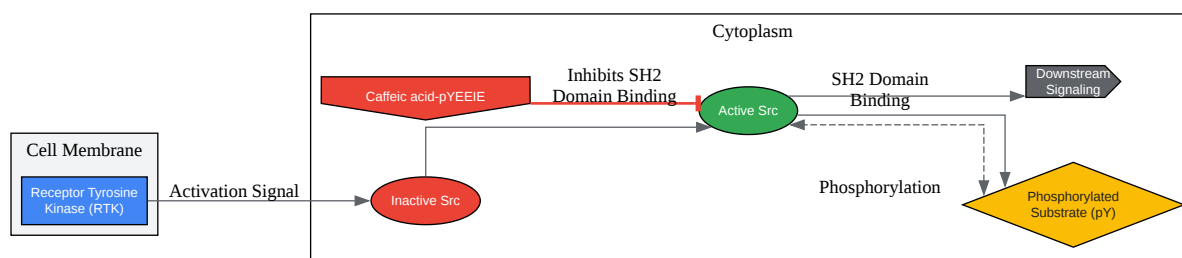 Cytoplasm
Caffeic acid-pYEEIE
Inhibits SH2
Domain Binding
Active Src
SH2 Domain
Binding
Downstream
Signaling
Cell Membrane
Receptor Tyrosine
Kinase (RTK)
Activation Signal
Inactive Src
Phosphorylation
Phosphorylated
Substrate (pY)